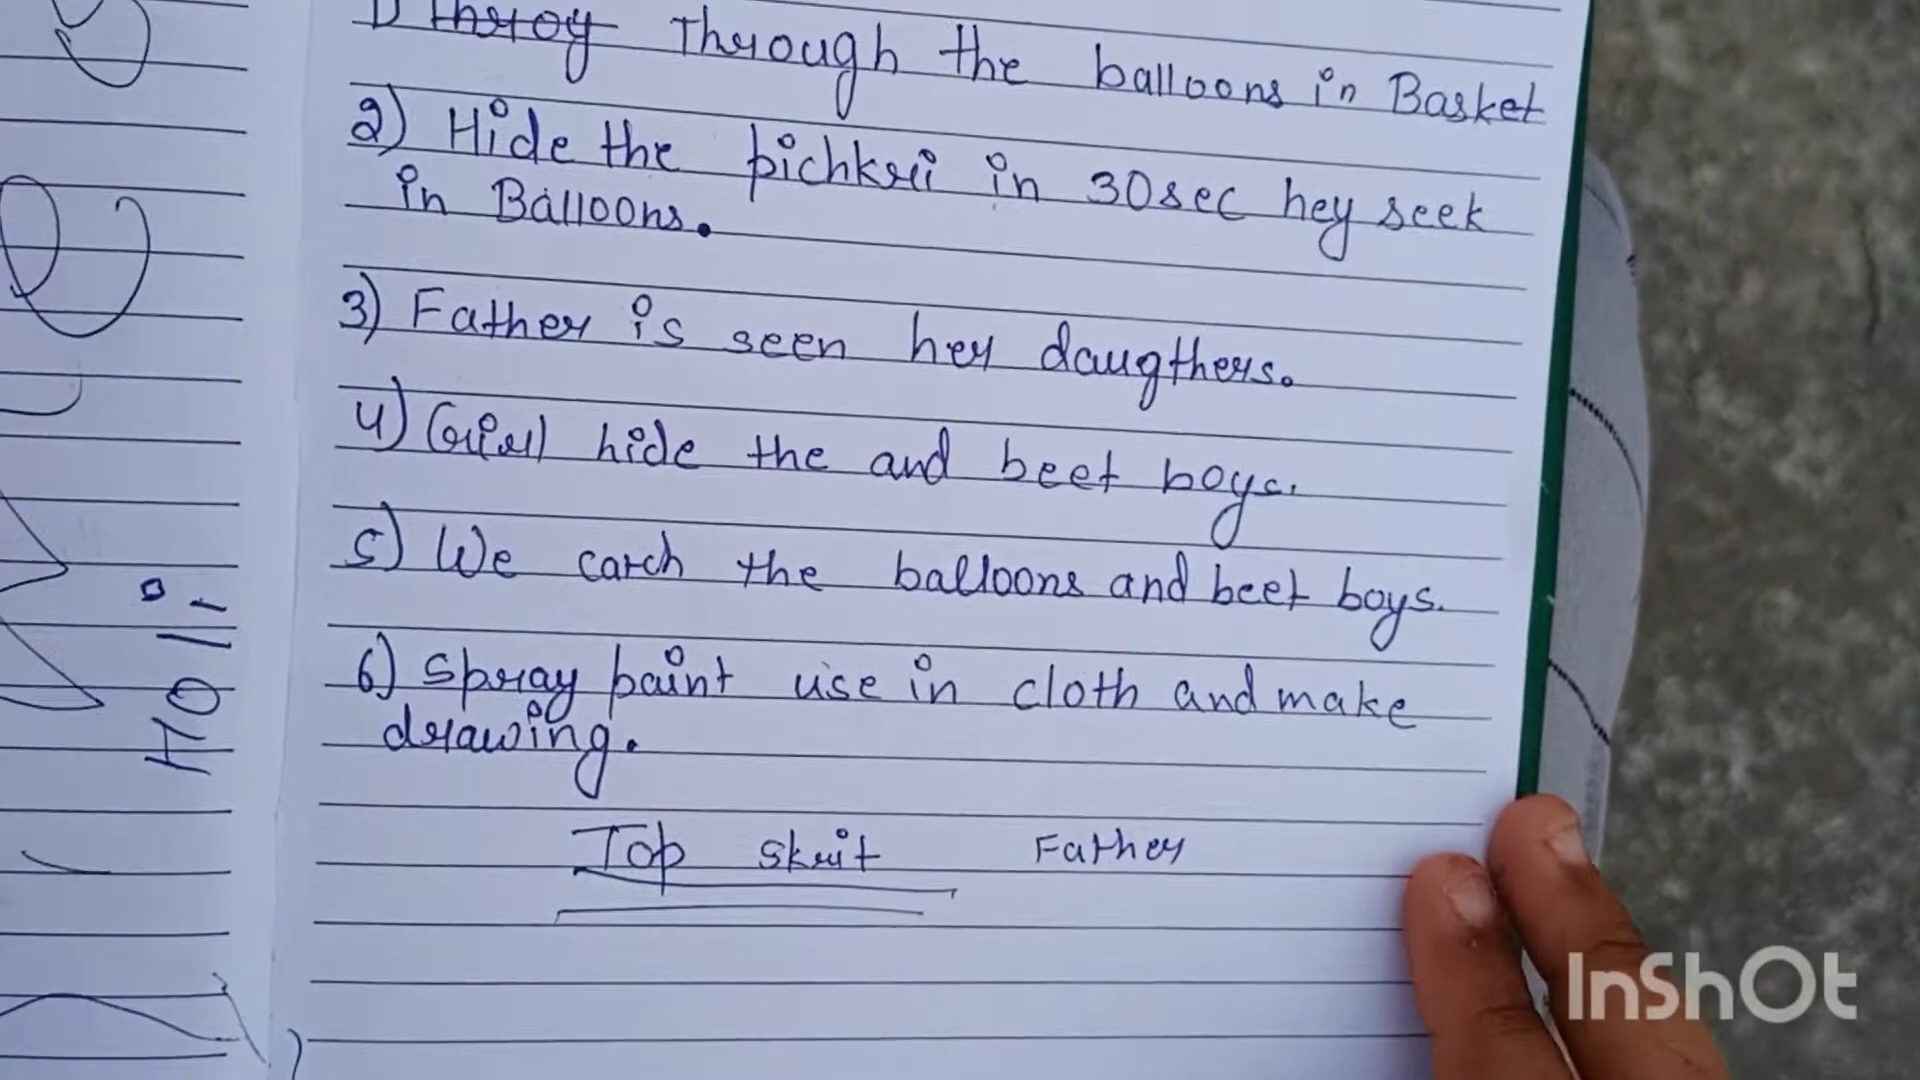 1) theroy Through the balloons in Basket
2) Hide the pichkri in 30sec hey seek
in Balloons.
3) Father is seen her daugthers.
4) Girl hide the and beet boys.
5) We catch the balloons and beet boys.
6) Spray paint use in cloth and make
drawing.
Top skrit Father
Holi
InShOt